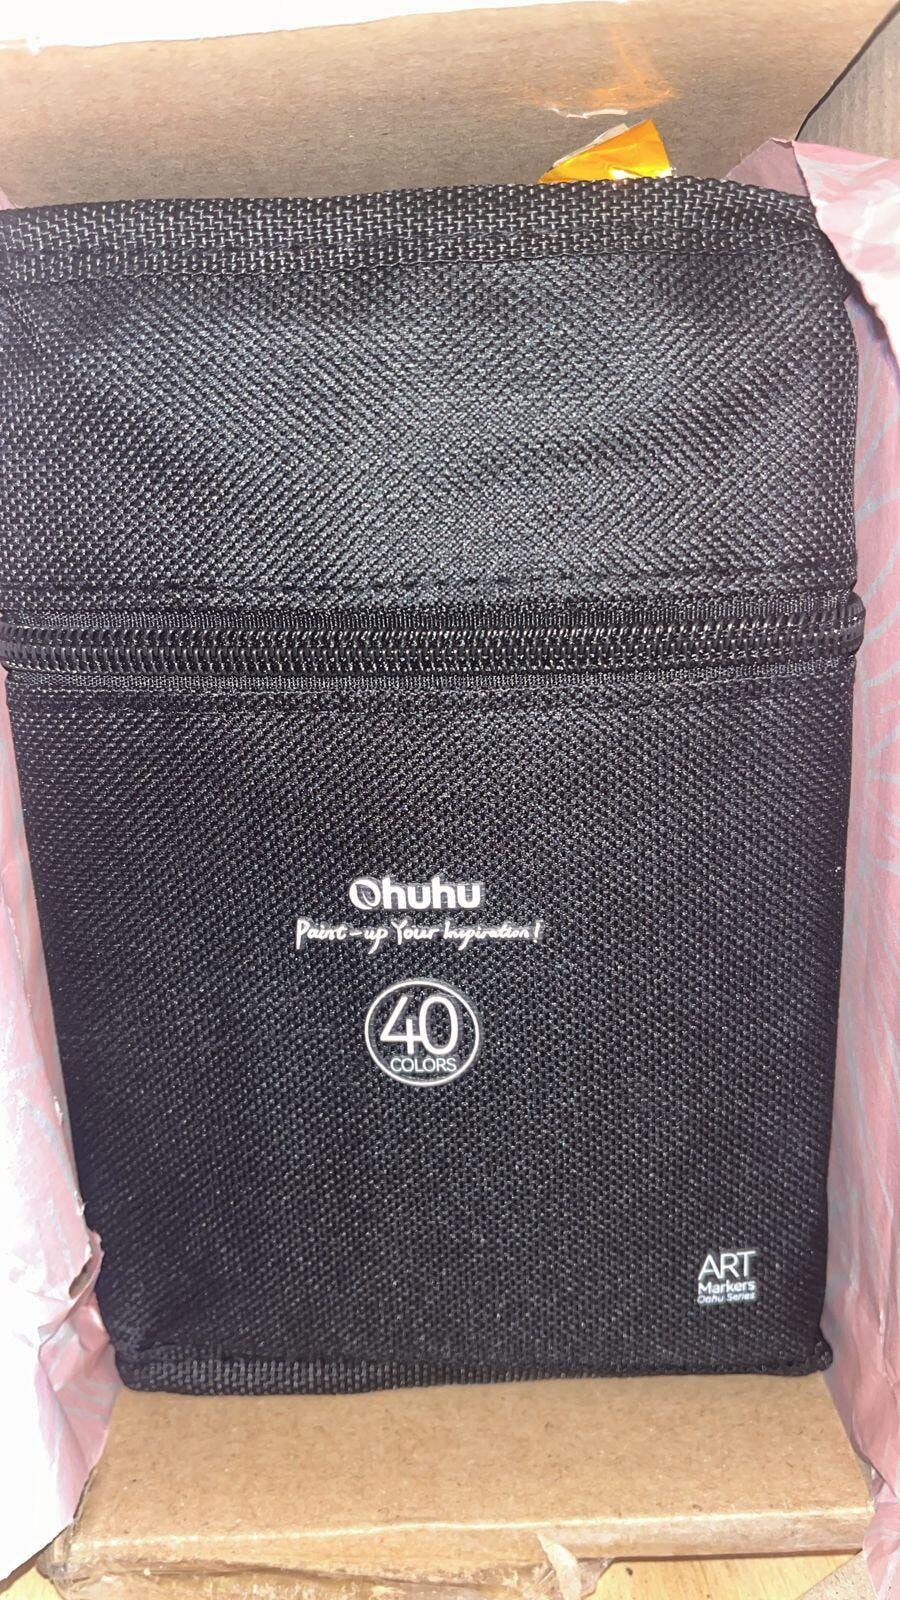 Ohuhu
Paint-up Your Inspiration!
40
COLORS
ART
Markers
Oahu Series